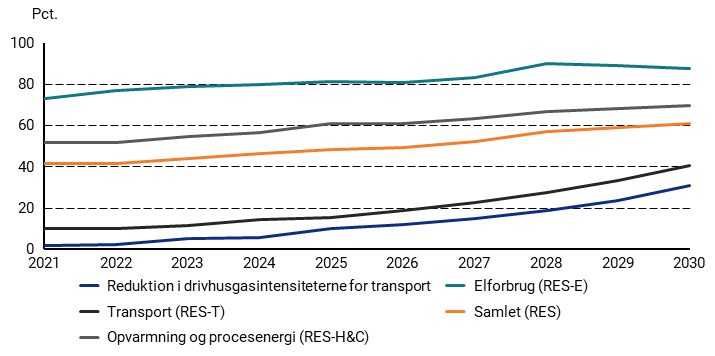 Pct.
100
80
60
40
20
0
2021 2022 2023 2024 2025 2026 2027 2028 2029 2030
Reduktion i drivhusgasintensiteterne for transport
Elforbrug (RES-E)
Transport (RES-T)
Samlet (RES)
Opvarmning og procesenergi (RES-H&C)